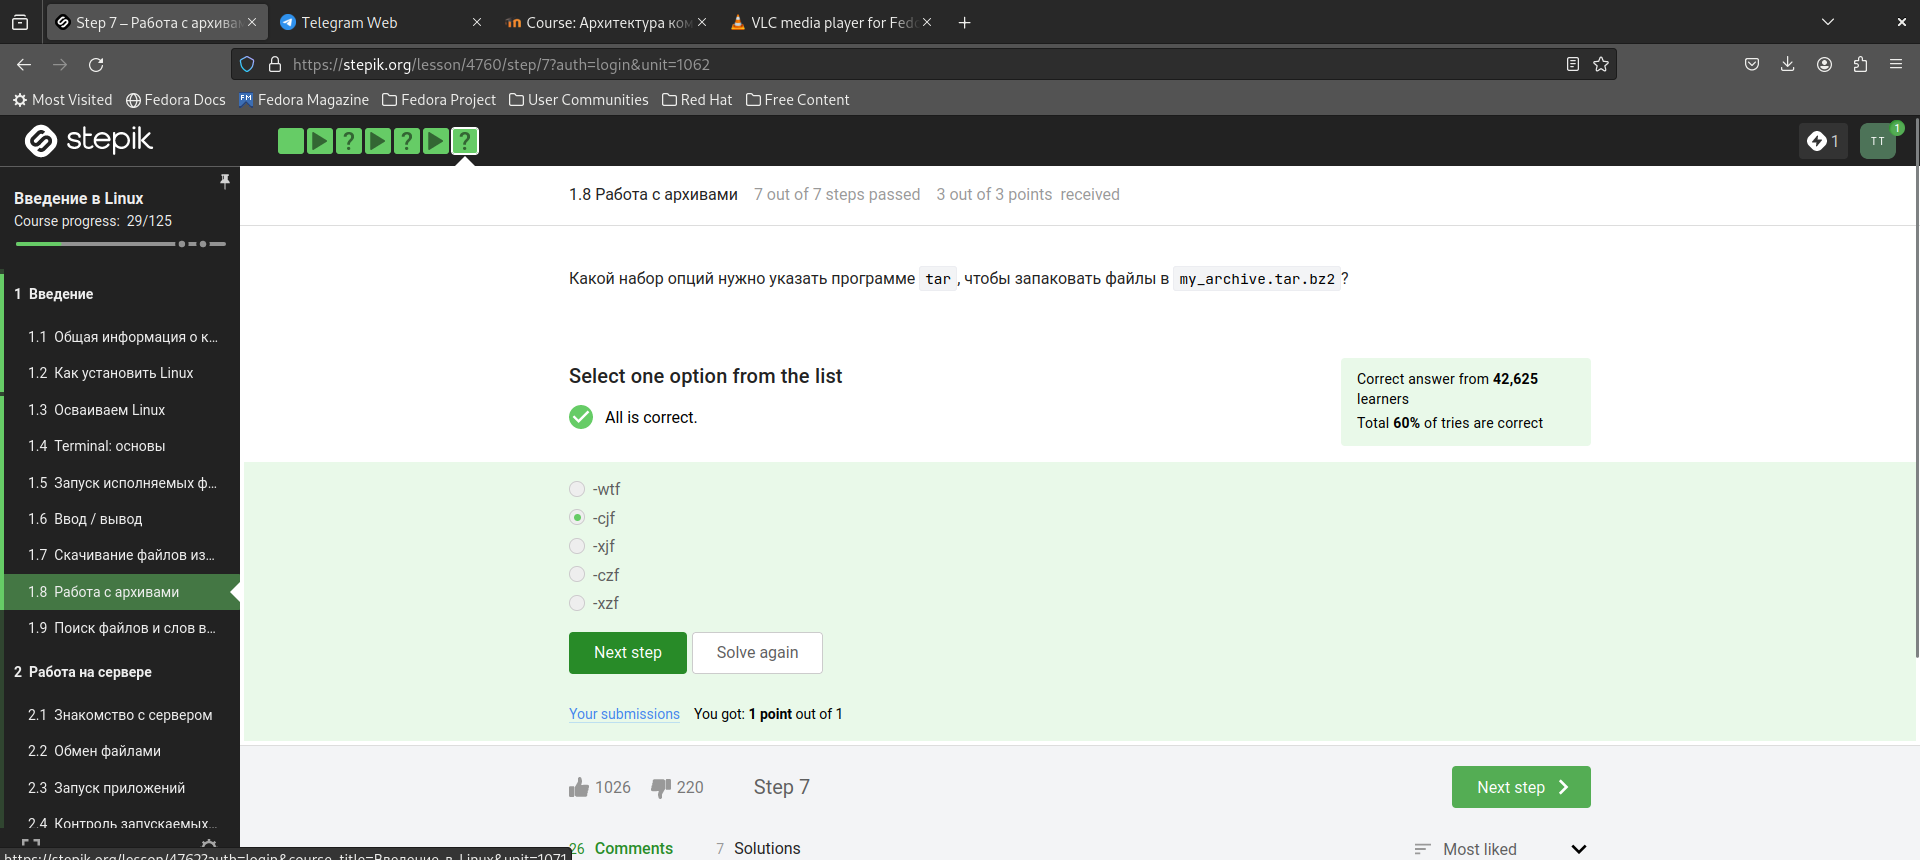 Step 7 – Работа с архива
Telegram Web
Course: Архитектура ком
VLC media player for Fed
https://stepik.org/lesson/4760/step/7?auth=login&unit=1062
Most Visited
Fedora Docs
Fedora Magazine
Fedora Project
User Communities
Red Hat
Free Content
stepik
? ? ?
1
TT
1
Введение в Linux
Course progress: 29/125
1 Введение
1.1 Общая информация о к...
1.2 Как установить Linux
1.3 Осваиваем Linux
1.4 Terminal: основы
1.5 Запуск исполняемых ф...
1.6 Ввод / вывод
1.7 Скачивание файлов из...
1.8 Работа с архивами
1.9 Поиск файлов и слов в...
2 Работа на сервере
2.1 Знакомство с сервером
2.2 Обмен файлами
2.3 Запуск приложений
2.4 Контроль запускаемых...
https://stepik.org/lesson/4762?auth=login&course_title=Введение в Linux&unit=1071
1.8 Работа с архивами 7 out of 7 steps passed 3 out of 3 points received
Какой набор опций нужно указать программе tar, чтобы запаковать файлы в my_archive.tar.bz2?
Select one option from the list
All is correct.
Correct answer from 42,625
learners
Total 60% of tries are correct
-wtf
-cjf
-xjf
-czf
-xzf
Next step
Solve again
Your submissions You got: 1 point out of 1
1026 220 Step 7
Next step
26 Comments 7 Solutions
Most liked